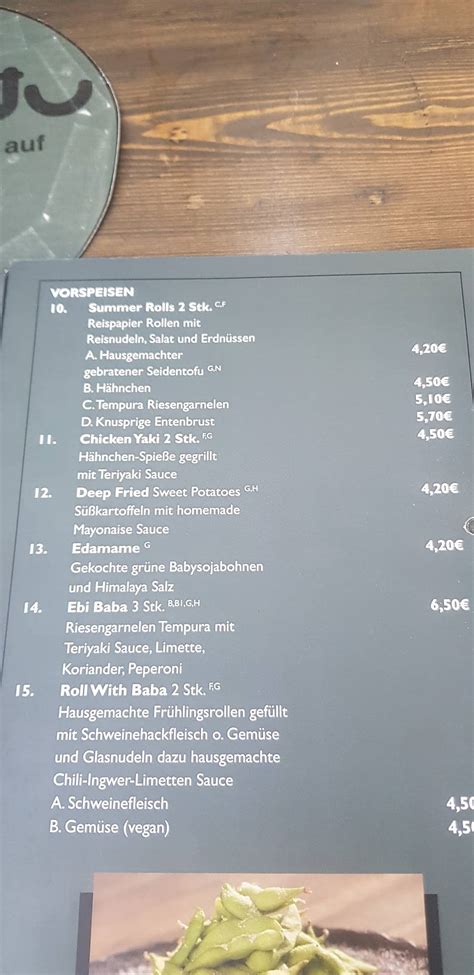 auf
VORSPEISEN
10. Summer Rolls 2 Stk. C,F
Reispapier Rollen mit
Reisnudeln, Salat und Erdnüssen
A. Hausgemachter 4,20€
gebratener Seidentofu G,N
B. Hähnchen 4,50€
C. Tempura Riesengarnelen 5,10€
D. Knusprige Entenbrust 5,70€
11. Chicken Yaki 2 Stk. F,G 4,50€
Hähnchen-Spieße gegrillt
mit Teriyaki Sauce
12. Deep Fried Sweet Potatoes G,H 4,20€
Süßkartoffeln mit homemade
Mayonaise Sauce
13. Edamame G 4,20€
Gekochte grüne Babysojabohnen
und Himalaya Salz
14. Ebi Baba 3 Stk. B,B1,G,H 6,50€
Riesengarnelen Tempura mit
Teriyaki Sauce, Limette,
Koriander, Peperoni
15. Roll With Baba 2 Stk. F,G
Hausgemachte Frühlingsrollen gefüllt
mit Schweinehackfleisch o. Gemüse
und Glasnudeln dazu hausgemachte
Chili-Ingwer-Limetten Sauce
A. Schweinefleisch 4,50
B. Gemüse (vegan) 4,50